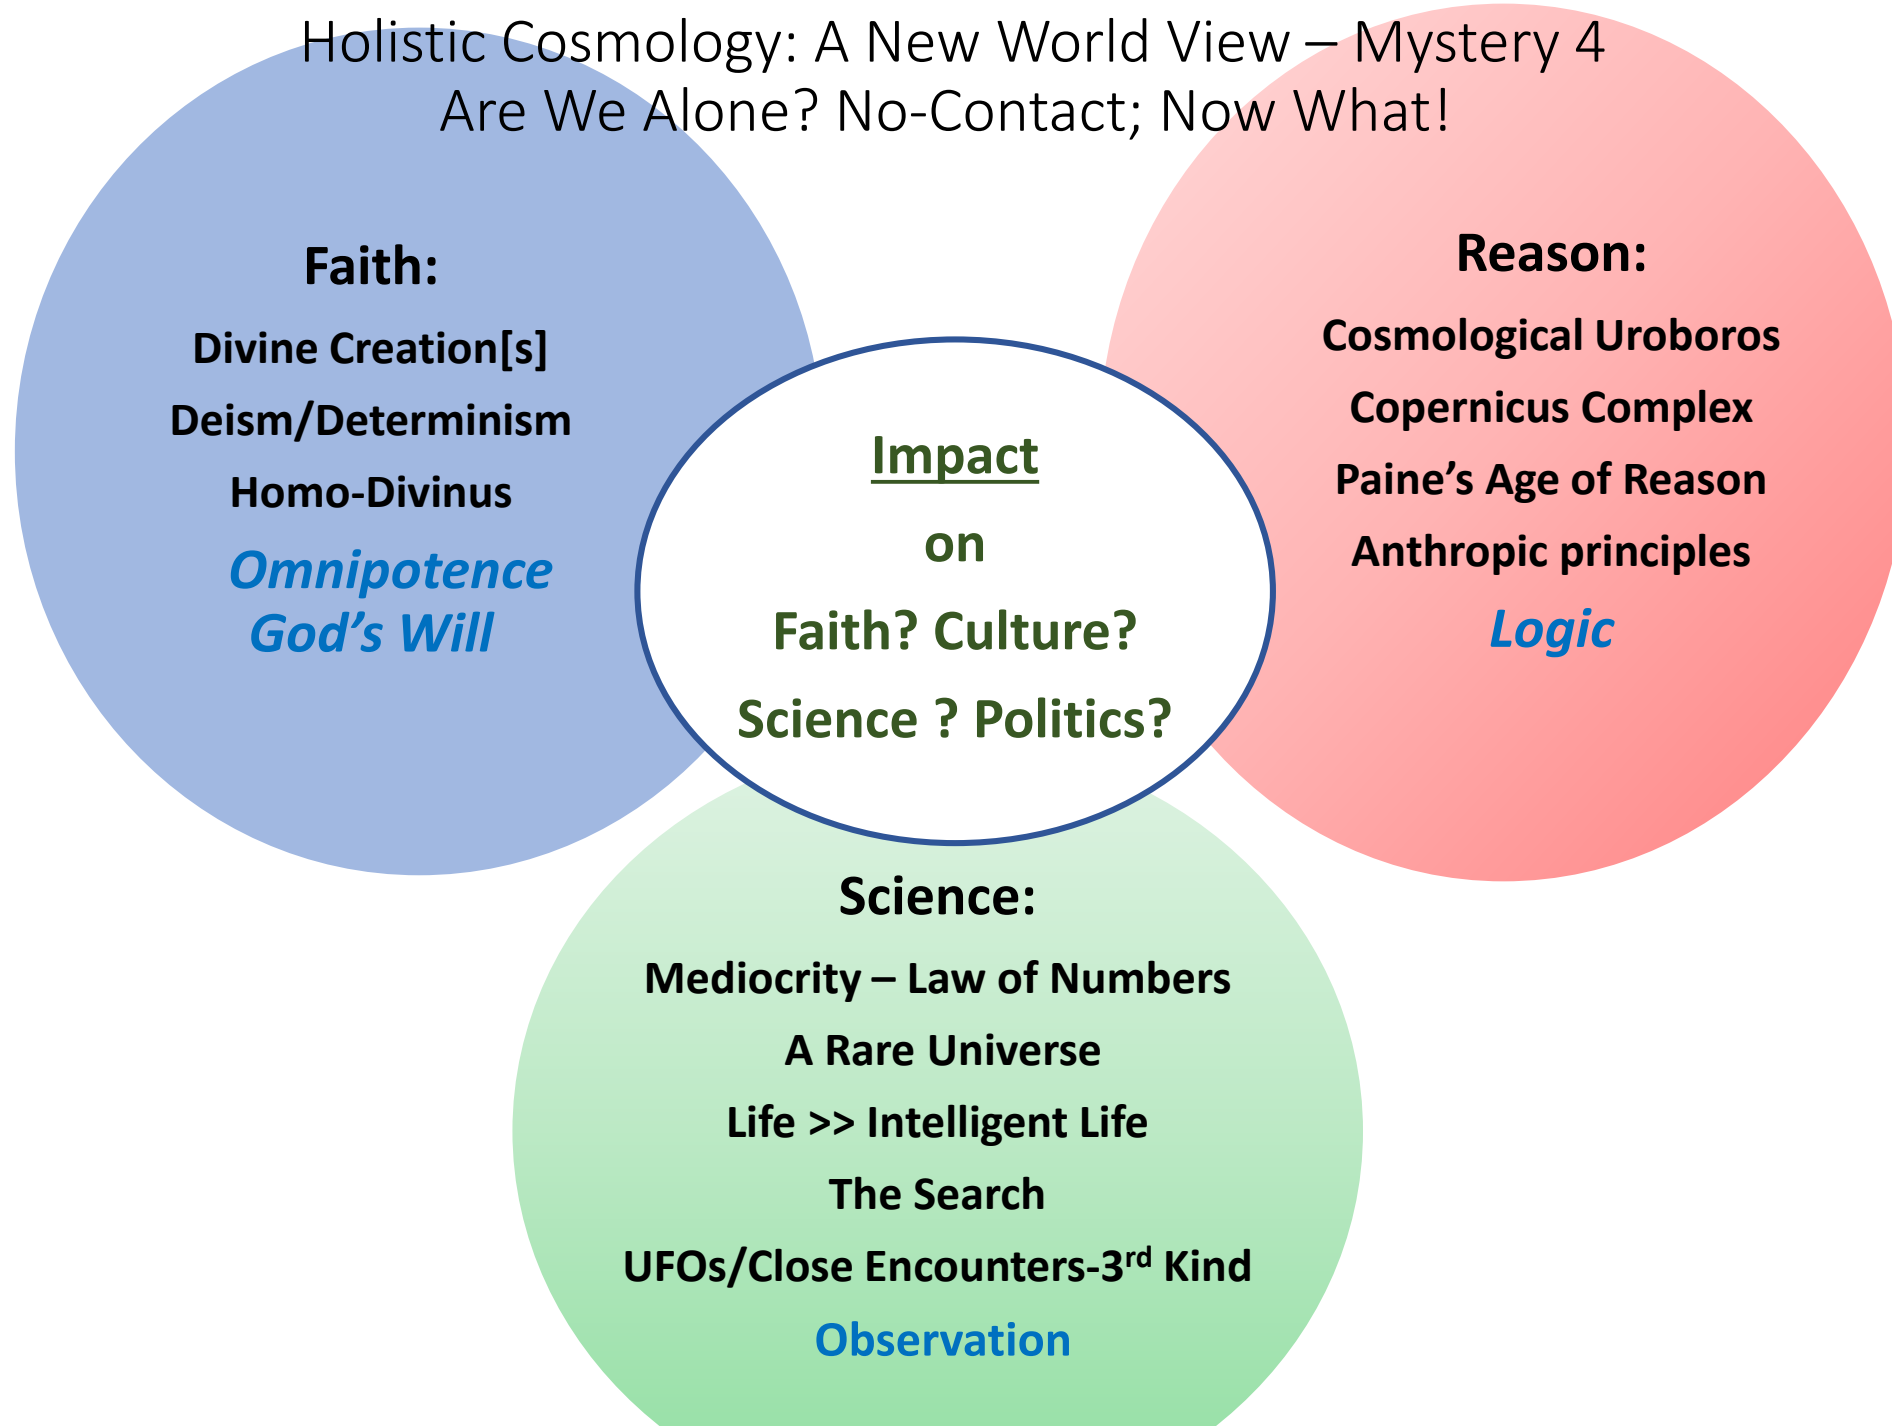 Holistic Cosmology: A New World View – Mystery 4
Are We Alone? No-Contact; Now What!
Faith:
Divine Creation[s]
Deism/Determinism
Homo-Divinus
Omnipotence
God’s Will
Reason:
Cosmological Uroboros
Copernicus Complex
Paine’s Age of Reason
Anthropic principles
Logic
Impact
on
Faith? Culture?
Science ? Politics?
Science:
Mediocrity – Law of Numbers
A Rare Universe
Life >> Intelligent Life
The Search
UFOs/Close Encounters-3rd Kind
Observation